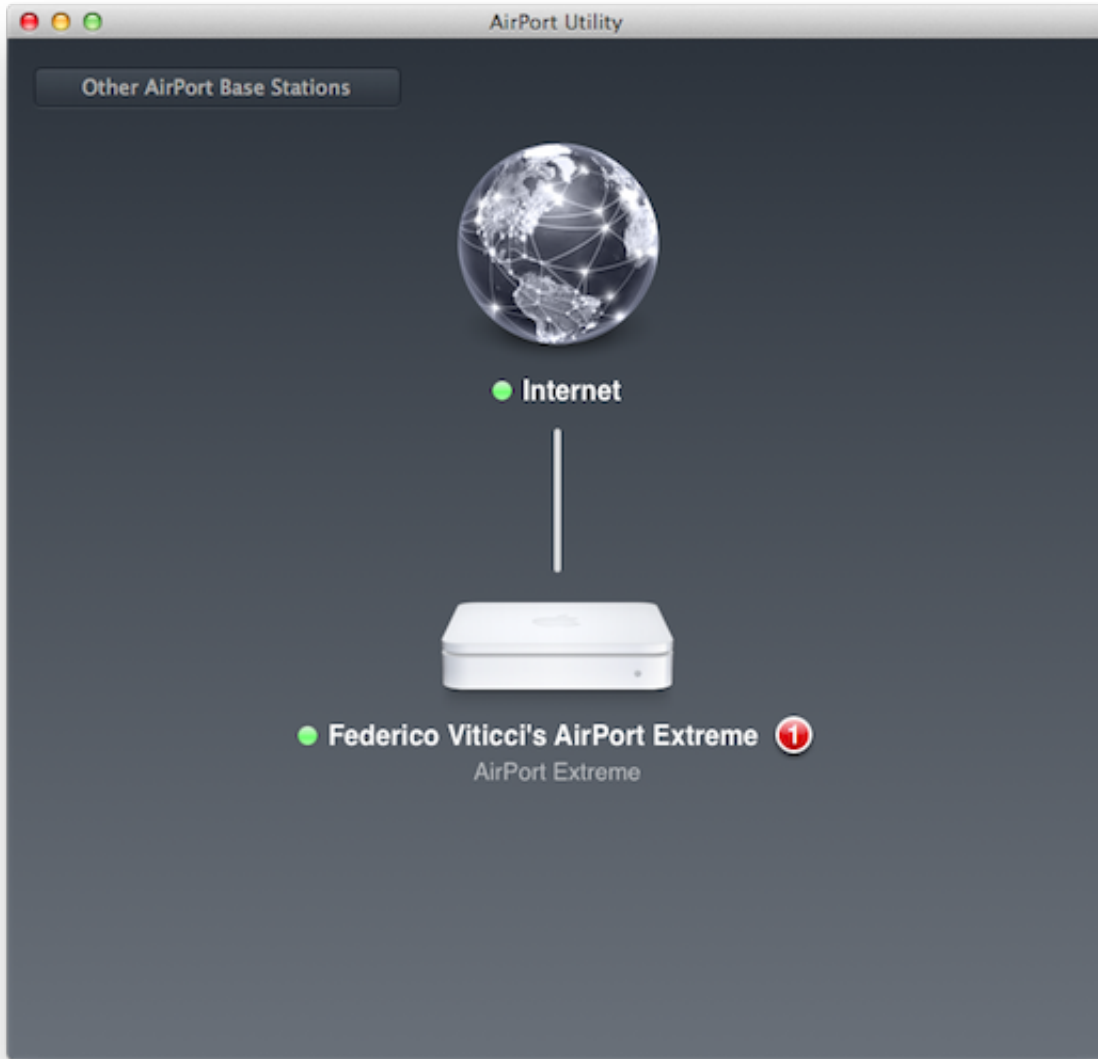 AirPort Utility
Other AirPort Base Stations
Internet
Federico Viticci's AirPort Extreme 1
AirPort Extreme